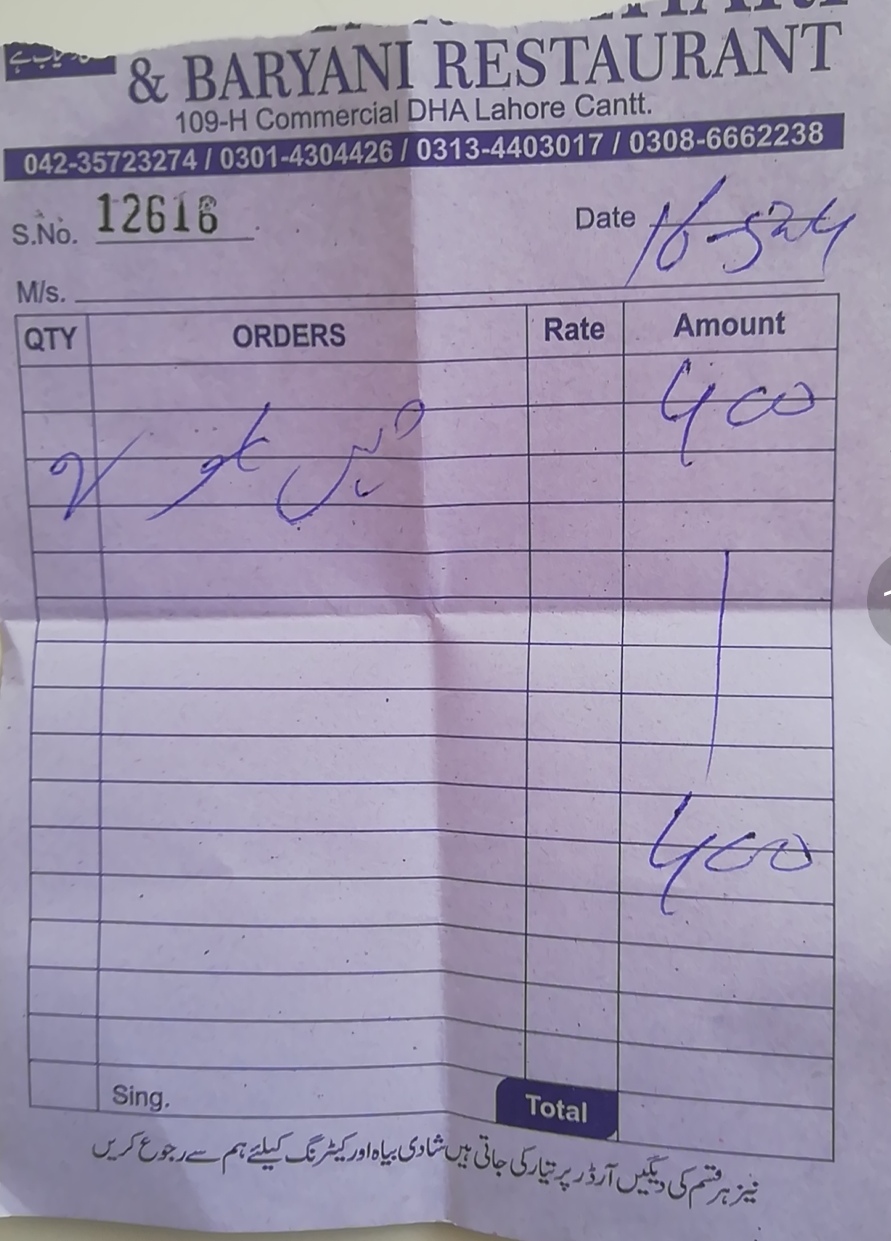 & BARYANI RESTAURANT
109-H Commercial DHA Lahore Cantt.
042-35723274 / 0301-4304426 / 0313-4403017 / 0308-6662238
S.No. 12616 Date 16-5-24
M/s.
QTY ORDERS Rate Amount
400
2
400
Sing. Total
نیز ہر قسم کی دیگیں آرڈر پر تیار کی جاتی ہیں شادی بیاہ اور کیٹرنگ کیلئے ہم سے رجوع کریں